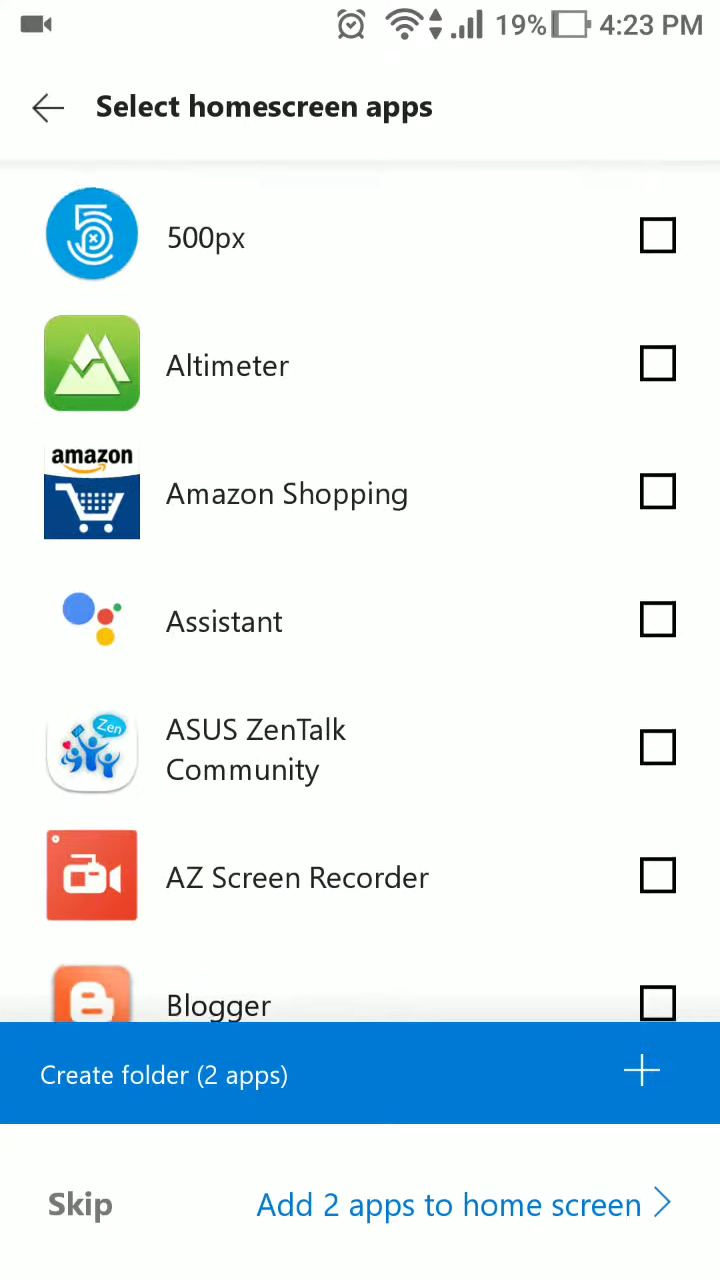 19% 4:23 PM
Select homescreen apps
500px
Altimeter
amazon
Amazon Shopping
Assistant
Zen
ASUS ZenTalk
Community
AZ Screen Recorder
Blogger
Create folder (2 apps)
Skip Add 2 apps to home screen